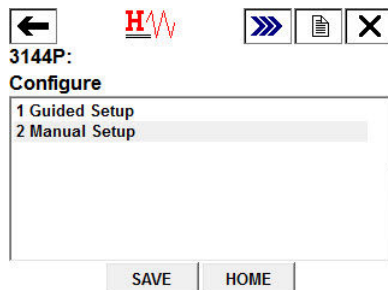 H
3144P:
Configure
1 Guided Setup
2 Manual Setup
SAVE HOME